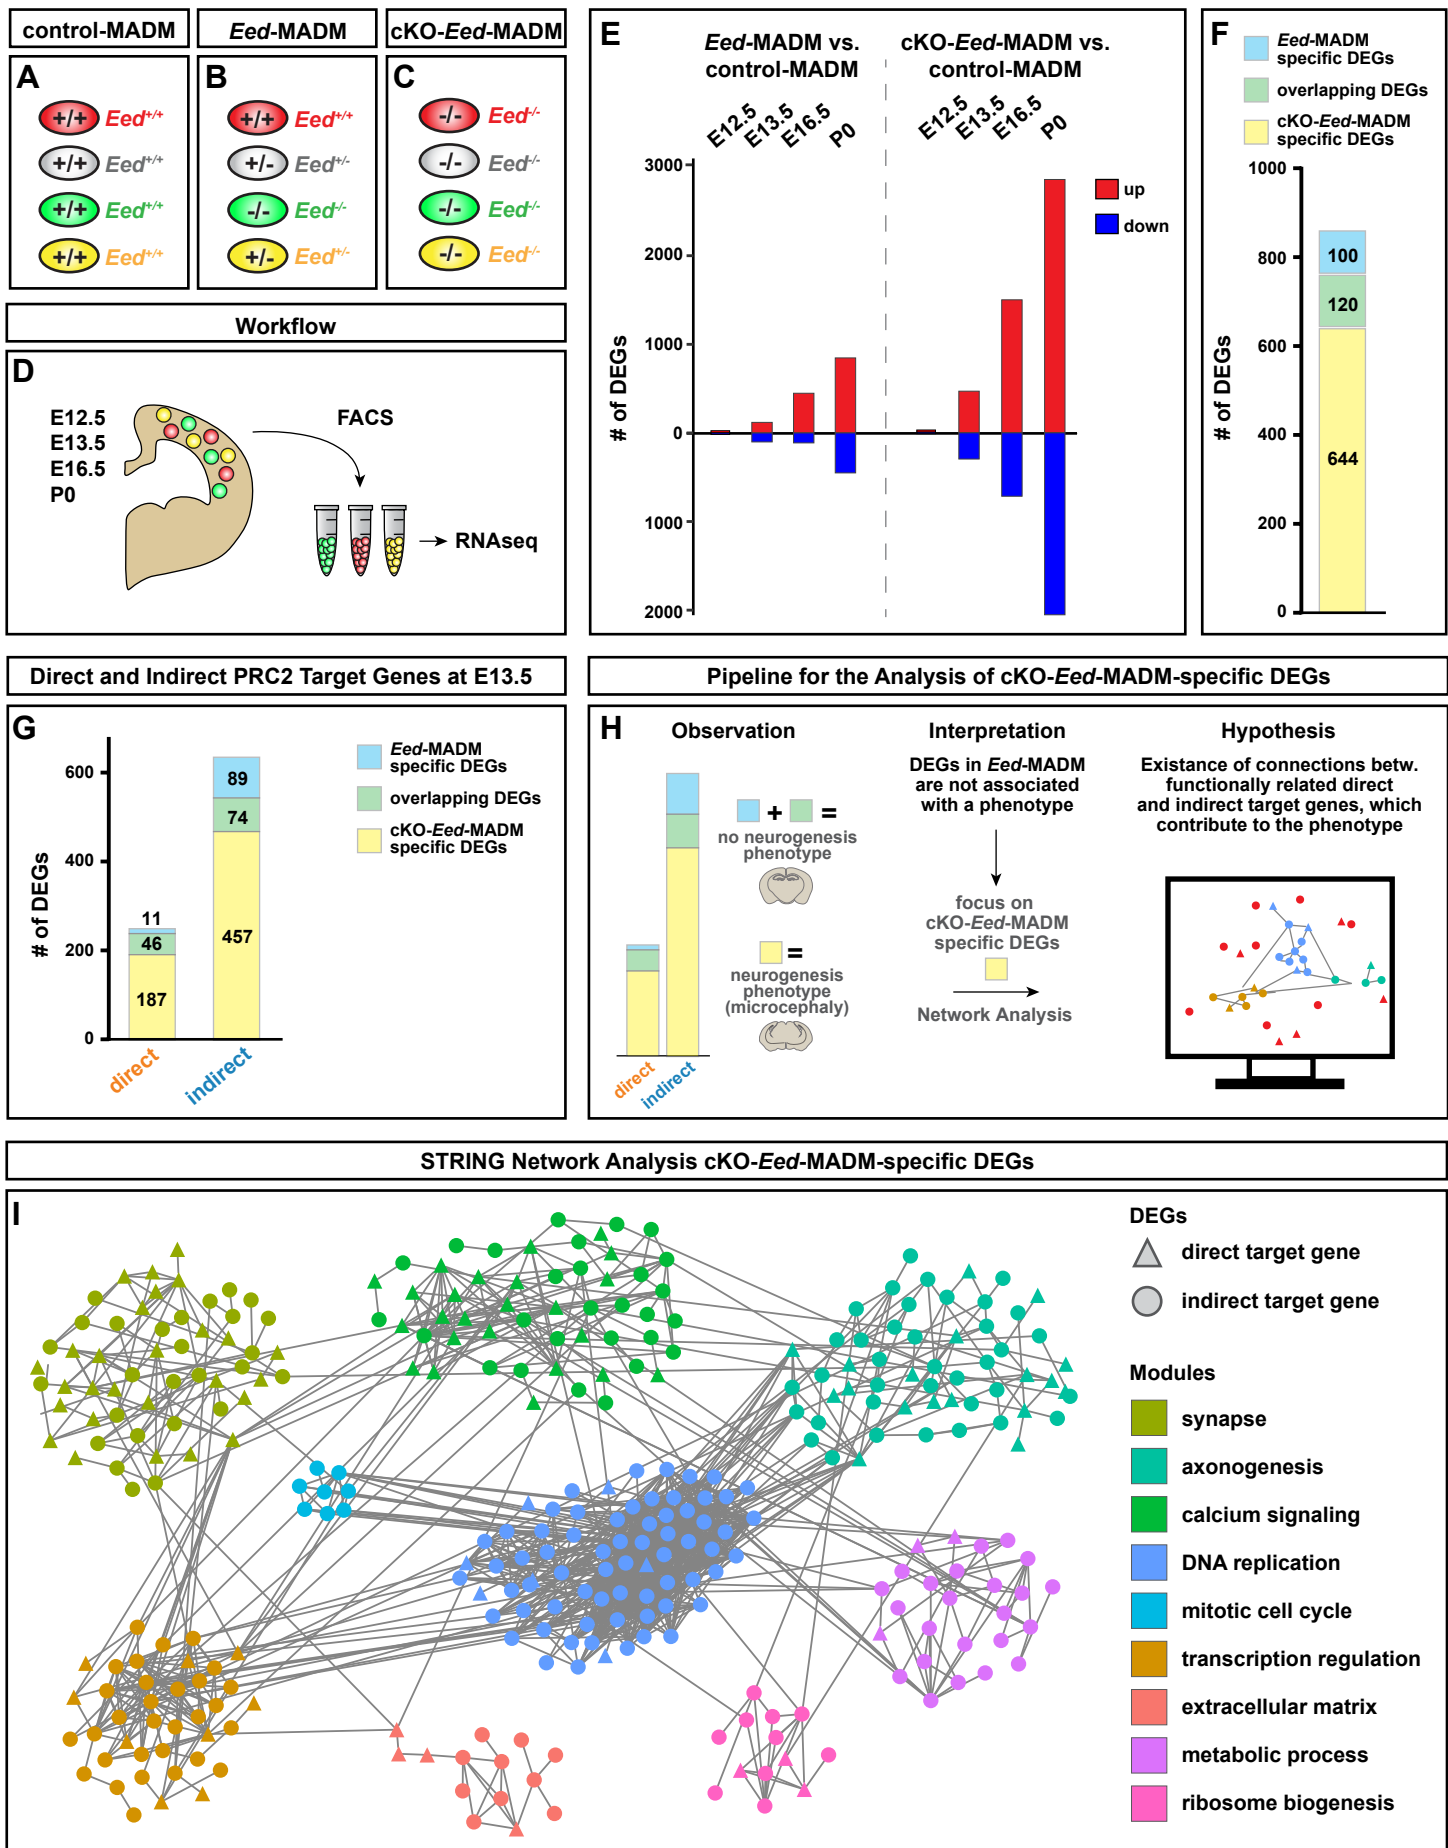 control-MADM
Eed-MADM
cKO-Eed-MADM
A
+/+ Eed+/+
+/+ Eed+/+
+/+ Eed+/+
+/+ Eed+/+
B
+/+ Eed+/+
+/- Eed+/-
-/- Eed-/-
+/- Eed+/-
C
-/- Eed-/-
-/- Eed-/-
-/- Eed-/-
-/- Eed-/-
Workflow
D
E12.5
E13.5
E16.5
P0
FACS
RNAseq
E
Eed-MADM vs.
control-MADM
cKO-Eed-MADM vs.
control-MADM
E12.5
E13.5
E16.5
P0
E12.5
E13.5
E16.5
P0
# of DEGs
3000
2000
1000
0
1000
2000
up
down
F
Eed-MADM
specific DEGs
overlapping DEGs
cKO-Eed-MADM
specific DEGs
# of DEGs
1000
800
600
400
200
0
100
120
644
Direct and Indirect PRC2 Target Genes at E13.5
G
# of DEGs
600
400
200
0
11
46
187
89
74
457
direct
indirect
Eed-MADM
specific DEGs
overlapping DEGs
cKO-Eed-MADM
specific DEGs
Pipeline for the Analysis of cKO-Eed-MADM-specific DEGs
H
Observation
direct
indirect
+ =
no neurogenesis
phenotype
=
neurogenesis
phenotype
(microcephaly)
Interpretation
DEGs in Eed-MADM
are not associated
with a phenotype
focus on
cKO-Eed-MADM
specific DEGs
Network Analysis
Hypothesis
Existance of connections betw.
functionally related direct
and indirect target genes, which
contribute to the phenotype
STRING Network Analysis cKO-Eed-MADM-specific DEGs
I
DEGs
direct target gene
indirect target gene
Modules
synapse
axonogenesis
calcium signaling
DNA replication
mitotic cell cycle
transcription regulation
extracellular matrix
metabolic process
ribosome biogenesis